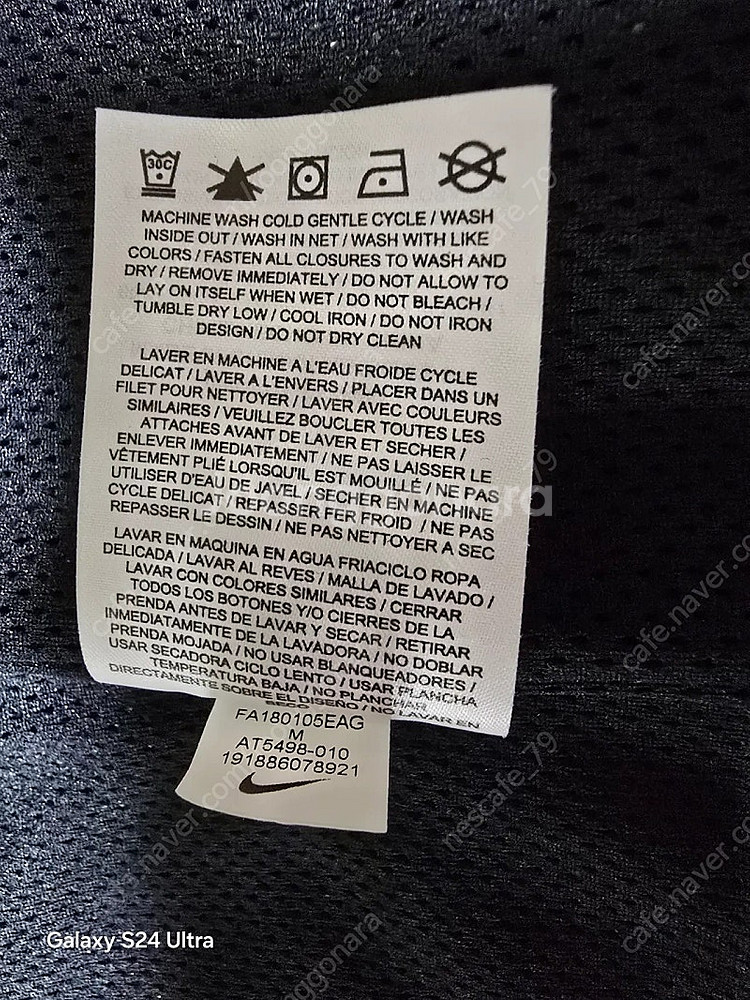 30C
MACHINE WASH COLD GENTLE CYCLE / WASH
INSIDE OUT / WASH IN NET / WASH WITH LIKE
COLORS / FASTEN ALL CLOSURES TO WASH AND
DRY / REMOVE IMMEDIATELY / DO NOT ALLOW TO
LAY ON ITSELF WHEN WET / DO NOT BLEACH /
TUMBLE DRY LOW / COOL IRON / DO NOT IRON
DESIGN / DO NOT DRY CLEAN
LAVER EN MACHINE A L'EAU FROIDE CYCLE
DELICAT / LAVER A L'ENVERS / PLACER DANS UN
FILET POUR NETTOYER / LAVER AVEC COULEURS
SIMILAIRES / VEUILLEZ BOUCLER TOUTES LES
ATTACHES AVANT DE LAVER ET SECHER /
ENLEVER IMMEDIATEMENT / NE PAS LAISSER LE
VÊTEMENT PLIÉ LORSQU'IL EST MOUILLÉ / NE PAS
UTILISER D'EAU DE JAVEL / SECHER EN MACHINE
CYCLE DELICAT / REPASSER FER FROID / NE PAS
REPASSER LE DESSIN / NE PAS NETTOYER A SEC
LAVAR EN MAQUINA EN AGUA FRIACICLO ROPA
DELICADA / LAVAR AL REVES / MALLA DE LAVADO /
LAVAR CON COLORES SIMILARES / CERRAR
TODOS LOS BOTONES Y/O CIERRES DE LA
PRENDA ANTES DE LAVAR Y SECAR / RETIRAR
INMEDIATAMENTE DE LA LAVADORA / NO DOBLAR
PRENDA MOJADA / NO USAR BLANQUEADORES /
USAR SECADORA CICLO LENTO / USAR PLANCHA
TEMPERATURA BAJA / NO PLANCHAR
DIRECTAMENTE SOBRE EL DISEÑO / NO LAVAR EN
SECO
FA180105EAG
M
AT5498-010
191886078921
Galaxy S24 Ultra
cafe.naver.co
nescafe_79
joonggonara